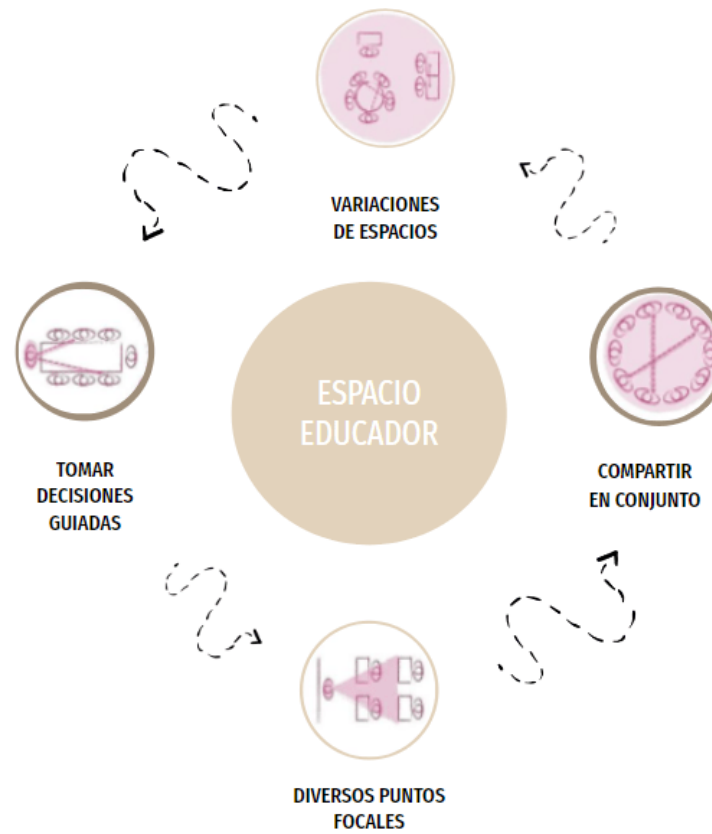 VARIACIONES
DE ESPACIOS
ESPACIO
EDUCADOR
TOMAR
DECISIONES
GUIADAS
COMPARTIR
EN CONJUNTO
DIVERSOS PUNTOS
FOCALES